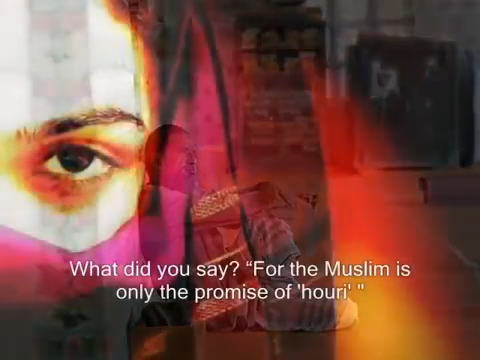 What did you say? “For the Muslim is
only the promise of 'houri' "